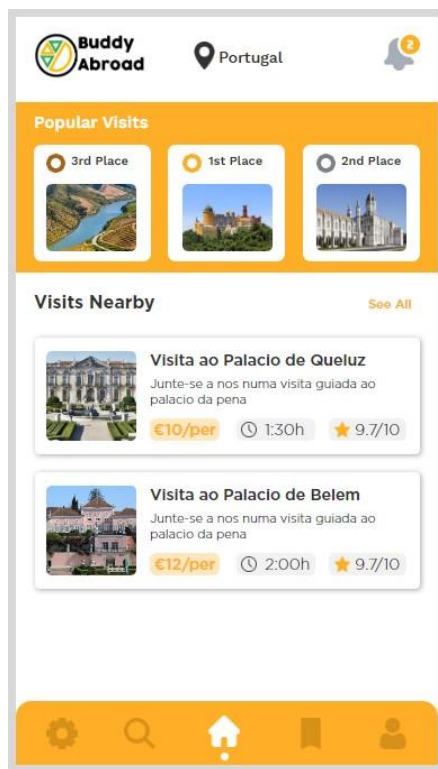 Buddy
Abroad
Portugal
2
Popular Visits
3rd Place
1st Place
2nd Place
Visits Nearby
See All
Visita ao Palacio de Queluz
Junte-se a nos numa visita guiada ao
palacio da pena
€10/per 1:30h 9.7/10
Visita ao Palacio de Belem
Junte-se a nos numa visita guiada ao
palacio da pena
€12/per 2:00h 9.7/10